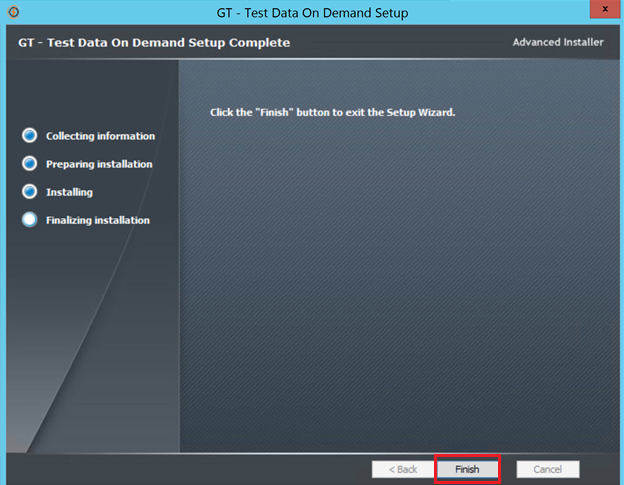 GT - Test Data On Demand Setup
x
GT - Test Data On Demand Setup Complete
Advanced Installer
Click the "Finish" button to exit the Setup Wizard.
Collecting information
Preparing installation
Installing
Finalizing installation
< Back
Finish
Cancel